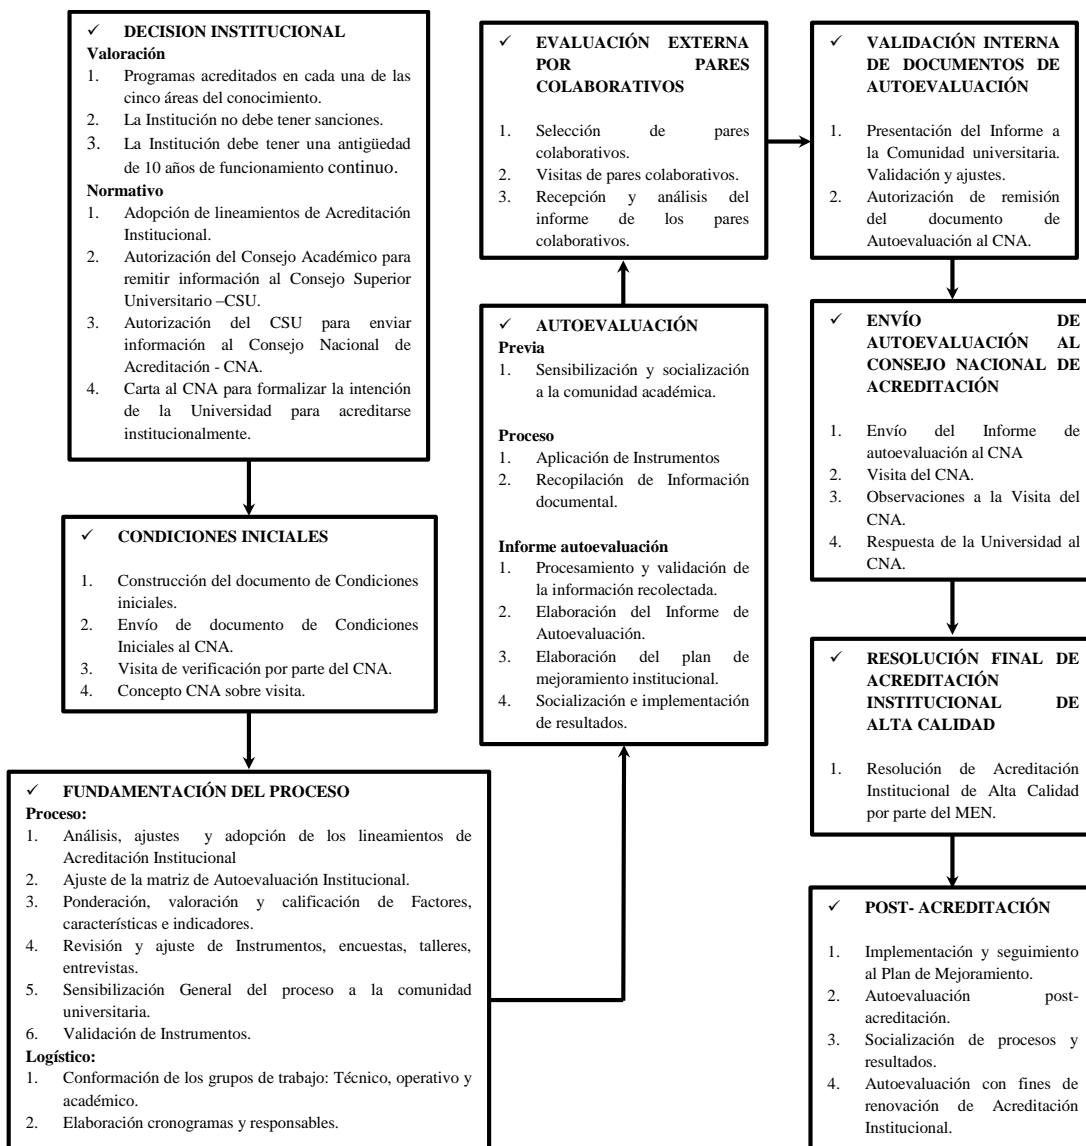 ✓ DECISION INSTITUCIONAL
Valoración
1. Programas acreditados en cada una de las
cinco áreas del conocimiento.
2. La Institución no debe tener sanciones.
3. La Institución debe tener una antigüedad
de 10 años de funcionamiento continuo.
Normativo
1. Adopción de lineamientos de Acreditación
Institucional.
2. Autorización del Consejo Académico para
remitir información al Consejo Superior
Universitario –CSU.
3. Autorización del CSU para enviar
información al Consejo Nacional de
Acreditación - CNA.
4. Carta al CNA para formalizar la intención
de la Universidad para acreditarse
institucionalmente.
✓ CONDICIONES INICIALES
1. Construcción del documento de Condiciones
iniciales.
2. Envío de documento de Condiciones
Iniciales al CNA.
3. Visita de verificación por parte del CNA.
4. Concepto CNA sobre visita.
✓ FUNDAMENTACIÓN DEL PROCESO
Proceso:
1. Análisis, ajustes y adopción de los lineamientos de
Acreditación Institucional
2. Ajuste de la matriz de Autoevaluación Institucional.
3. Ponderación, valoración y calificación de Factores,
características e indicadores.
4. Revisión y ajuste de Instrumentos, encuestas, talleres,
entrevistas.
5. Sensibilización General del proceso a la comunidad
universitaria.
6. Validación de Instrumentos.
Logístico:
1. Conformación de los grupos de trabajo: Técnico, operativo y
académico.
2. Elaboración cronogramas y responsables.
✓ AUTOEVALUACIÓN
Previa
1. Sensibilización y socialización
a la comunidad académica.
Proceso
1. Aplicación de Instrumentos
2. Recopilación de Información
documental.
Informe autoevaluación
1. Procesamiento y validación de
la información recolectada.
2. Elaboración del Informe de
Autoevaluación.
3. Elaboración del plan de
mejoramiento institucional.
4. Socialización e implementación
de resultados.
✓ EVALUACIÓN EXTERNA
POR PARES
COLABORATIVOS
1. Selección de pares
colaborativos.
2. Visitas de pares colaborativos.
3. Recepción y análisis del
informe de los pares
colaborativos.
✓ VALIDACIÓN INTERNA
DE DOCUMENTOS DE
AUTOEVALUACIÓN
1. Presentación del Informe a
la Comunidad universitaria.
Validación y ajustes.
2. Autorización de remisión
del documento de
Autoevaluación al CNA.
✓ ENVÍO DE
AUTOEVALUACIÓN AL
CONSEJO NACIONAL DE
ACREDITACIÓN
1. Envío del Informe de
autoevaluación al CNA
2. Visita del CNA.
3. Observaciones a la Visita del
CNA.
4. Respuesta de la Universidad al
CNA.
✓ RESOLUCIÓN FINAL DE
ACREDITACIÓN
INSTITUCIONAL DE
ALTA CALIDAD
1. Resolución de Acreditación
Institucional de Alta Calidad
por parte del MEN.
✓ POST- ACREDITACIÓN
1. Implementación y seguimiento
al Plan de Mejoramiento.
2. Autoevaluación post-
acreditación.
3. Socialización de procesos y
resultados.
4. Autoevaluación con fines de
renovación de Acreditación
Institucional.